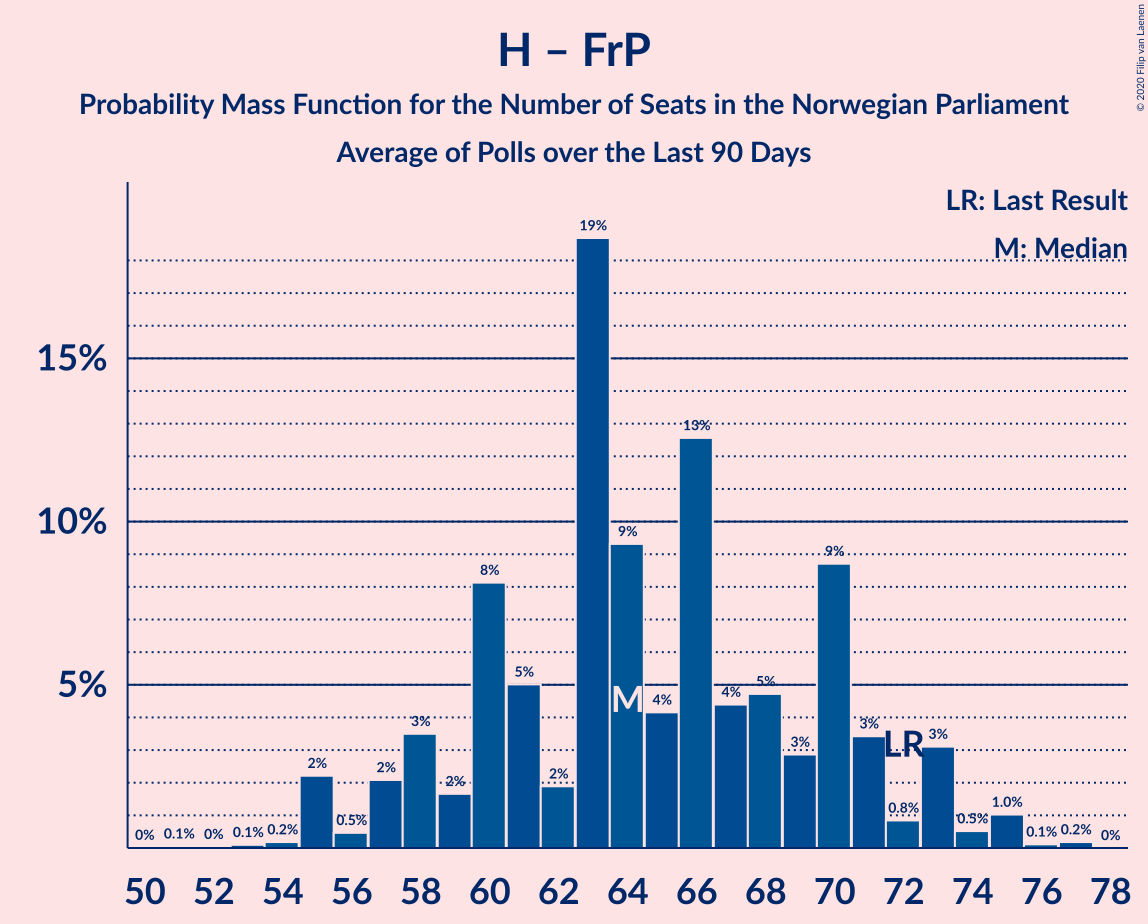 H – FrP
Probability Mass Function for the Number of Seats in the Norwegian Parliament
Average of Polls over the Last 90 Days
© 2020 Filip van Laenen
LR: Last Result
M: Median
15%
10%
5%
0% 0.1% 0% 0.1% 0.2% 2% 0.5% 2% 3% 2% 8% 5% 2% 19% 9% 4% 13% 4% 5% 3% 9% 3% 0.8% 3% 0.5% 1.0% 0.1% 0.2% 0%
M
LR
50 52 54 56 58 60 62 64 66 68 70 72 74 76 78